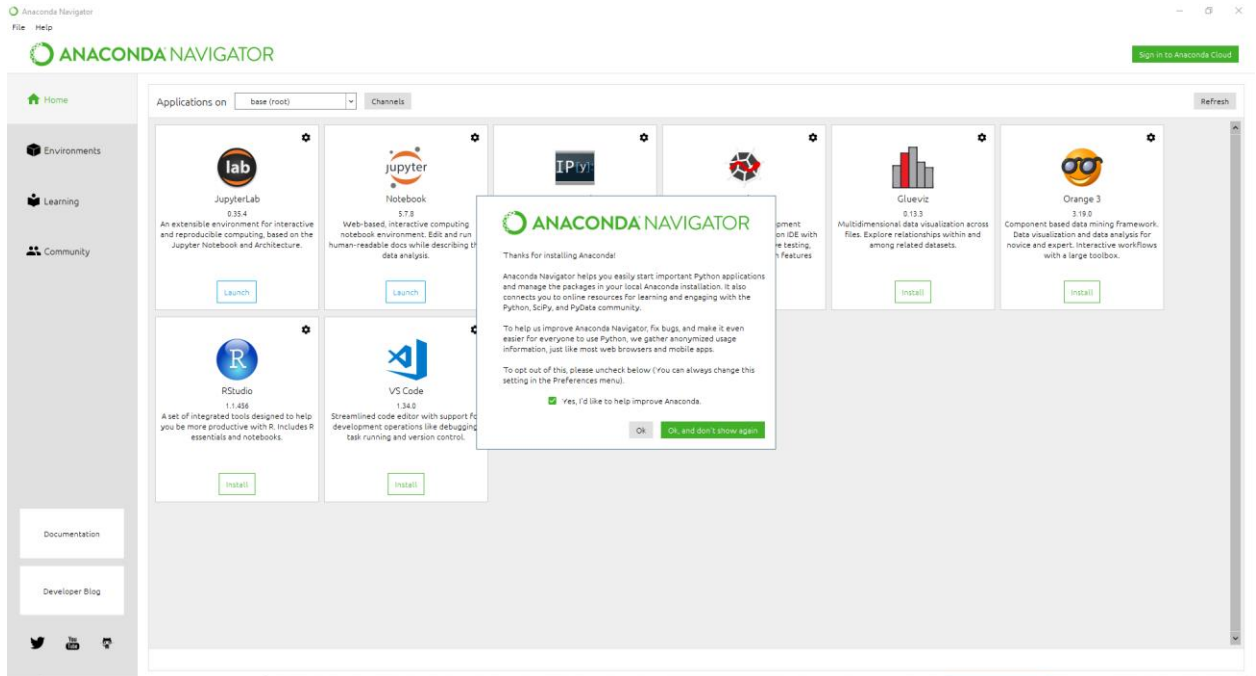 Anaconda Navigator
File Help
ANACONDA NAVIGATOR
Sign in to Anaconda Cloud
Home
Environments
Learning
Community
Applications on base (root) Channels
Refresh
lab
JupyterLab
0.35.4
An extensible environment for interactive
and reproducible computing, based on the
Jupyter Notebook and Architecture.
Launch
jupyter
Notebook
5.7.8
Web-based, interactive computing
notebook environment. Edit and run
human-readable docs while describing th
data analysis.
Launch
IP[y]:
pment
on IDE with
testing,
features
Glueviz
0.13.3
Multidimensional data visualization across
files. Explore relationships within and
among related datasets.
Install
Orange 3
3.19.0
Component based data mining framework.
Data visualization and data analysis for
novice and expert. Interactive workflows
with a large toolbox.
Install
R
RStudio
1.1.456
A set of integrated tools designed to help
you be more productive with R. Includes R
essentials and notebooks.
Install
VS Code
1.34.0
Streamlined code editor with support fo
development operations like debugging
task running and version control.
Install
ANACONDA NAVIGATOR
Thanks for installing Anaconda!
Anaconda Navigator helps you easily start important Python applications
and manage the packages in your local Anaconda installation. It also
connects you to online resources for learning and engaging with the
Python, SciPy, and PyData community.
To help us improve Anaconda Navigator, fix bugs, and make it even
easier for everyone to use Python, we gather anonymized usage
information, just like most web browsers and mobile apps.
To opt out of this, please uncheck below (You can always change this
setting in the Preferences menu).
Yes, I'd like to help improve Anaconda.
Ok
Ok, and don't show again
Documentation
Developer Blog
You
Tube